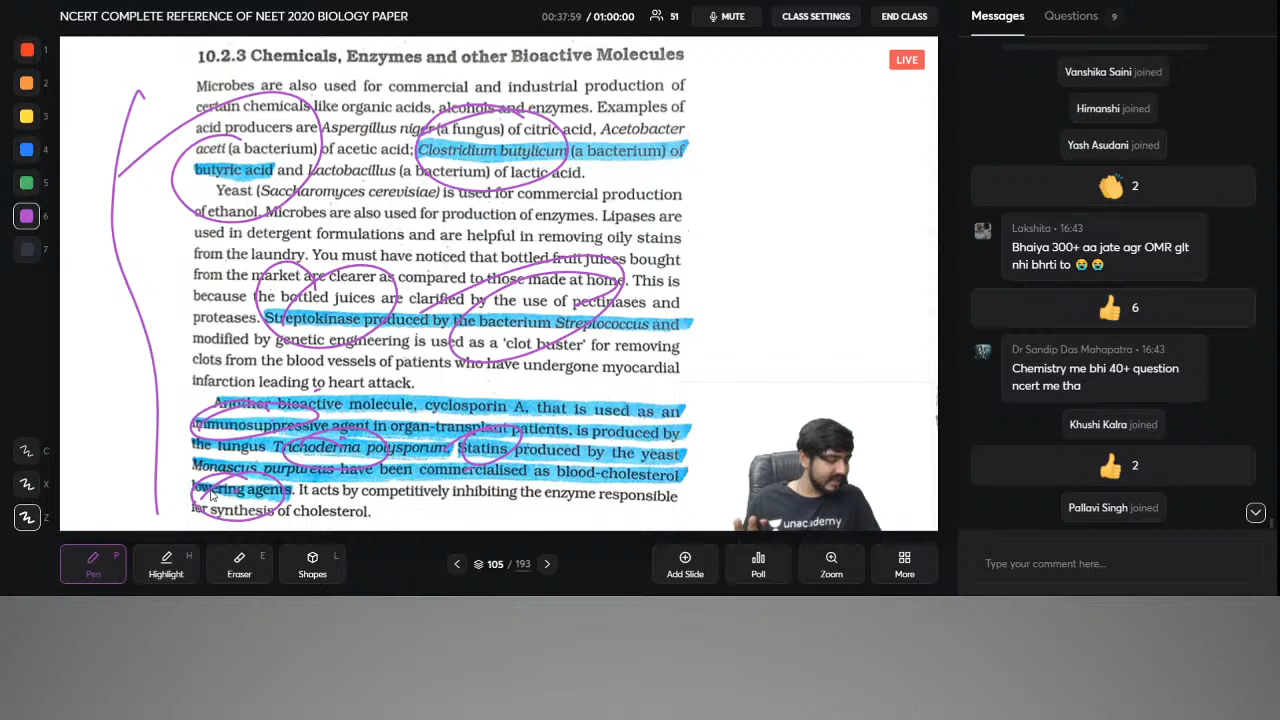 NCERT COMPLETE REFERENCE OF NEET 2020 BIOLOGY PAPER
00:37:59 / 01:00:00
51
MUTE
CLASS SETTINGS
END CLASS
Messages
Questions 9
1
2
3
4
5
6
7
C
X
Z
LIVE
10.2.3 Chemicals, Enzymes and other Bioactive Molecules
Microbes are also used for commercial and industrial production of
certain chemicals like organic acids, alcohols and enzymes. Examples of
acid producers are Aspergillus niger (a fungus) of citric acid, Acetobacter
aceti (a bacterium) of acetic acid; Clostridium butylicum (a bacterium) of
butyric acid and Lactobacillus (a bacterium) of lactic acid.
Yeast (Saccharomyces cerevisiae) is used for commercial production
of ethanol. Microbes are also used for production of enzymes. Lipases are
used in detergent formulations and are helpful in removing oily stains
from the laundry. You must have noticed that bottled fruit juices bought
from the market are clearer as compared to those made at home. This is
because the bottled juices are clarified by the use of pectinases and
proteases. Streptokinase produced by the bacterium Streptococcus and
modified by genetic engineering is used as a 'clot buster' for removing
clots from the blood vessels of patients who have undergone myocardial
infarction leading to heart attack.
Another bioactive molecule, cyclosporin A, that is used as an
immunosuppressive agent in organ-transplant patients, is produced by
the fungus Trichoderma polysporum. Statins produced by the yeast
Monascus purpureus have been commercialised as blood-cholesterol
lowering agents. It acts by competitively inhibiting the enzyme responsible
for synthesis of cholesterol.
unacademy
Pen P
Highlight H
Eraser E
Shapes L
105 / 193
Add Slide
Poll
Zoom
More
Vanshika Saini joined
Himanshi joined
Yash Asudani joined
2
Lakshita • 16:43
Bhaiya 300+ aa jate agr OMR glt
nhi bhrti to
6
Dr Sandip Das Mahapatra • 16:43
Chemistry me bhi 40+ question
ncert me tha
Khushi Kalra joined
2
Pallavi Singh joined
Type your comment here...